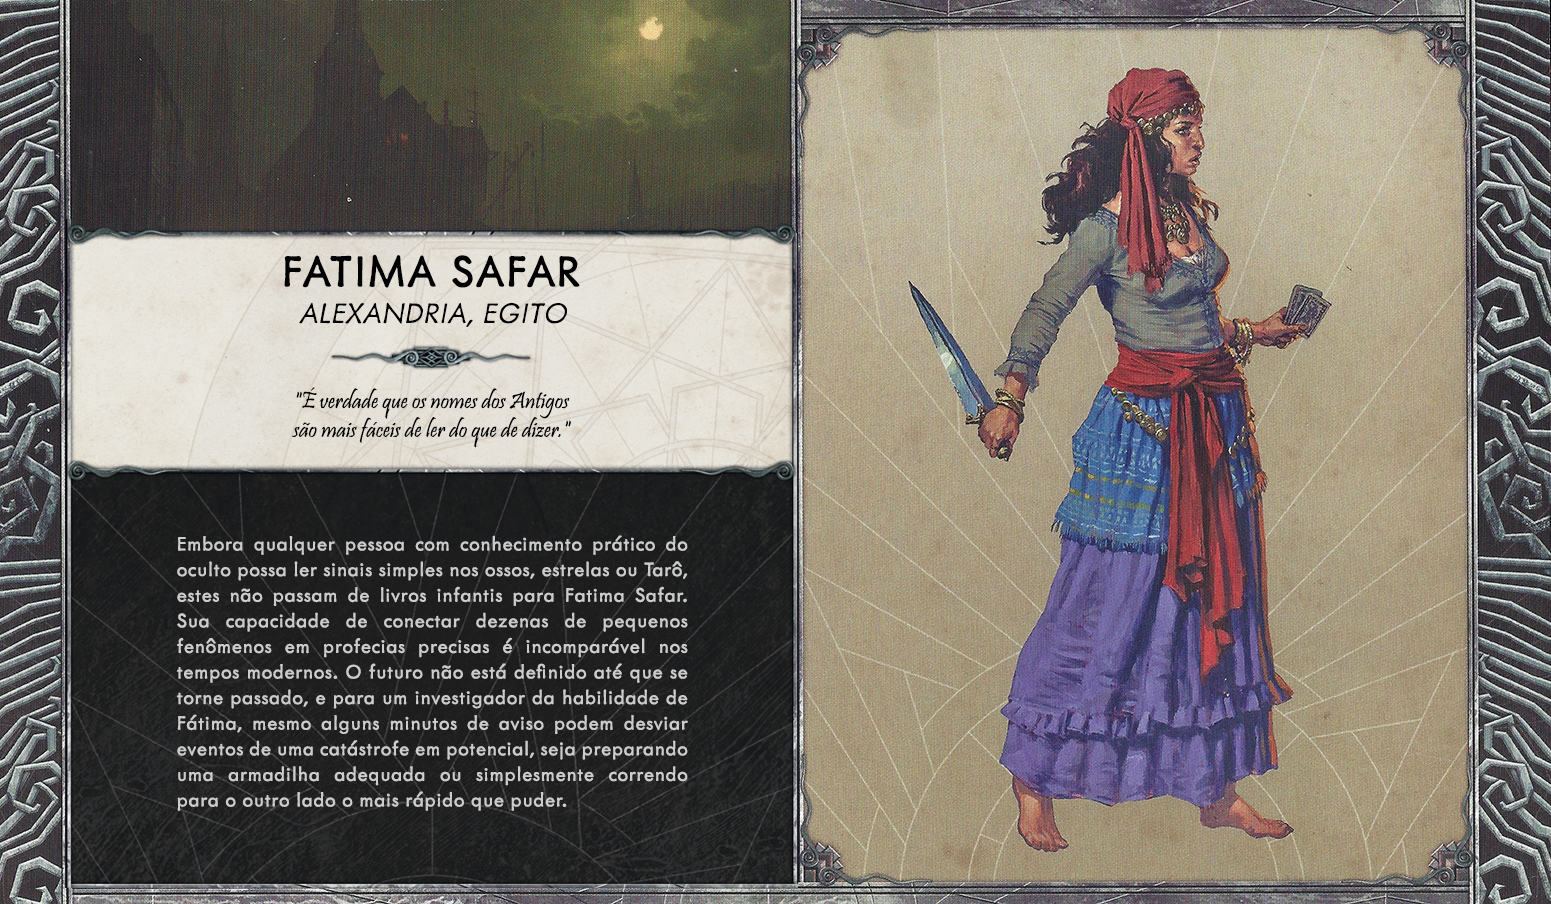 FATIMA SAFAR
ALEXANDRIA, EGITO
"É verdade que os nomes dos Antigos
são mais fáceis de ler do que de dizer."
Embora qualquer pessoa com conhecimento prático do
oculto possa ler sinais simples nos ossos, estrelas ou Tarô,
estes não passam de livros infantis para Fatima Safar.
Sua capacidade de conectar dezenas de pequenos
fenômenos em profecias precisas é incomparável nos
tempos modernos. O futuro não está definido até que se
torne passado, e para um investigador da habilidade de
Fátima, mesmo alguns minutos de aviso podem desviar
eventos de uma catástrofe em potencial, seja preparando
uma armadilha adequada ou simplesmente correndo
para o outro lado o mais rápido que puder.